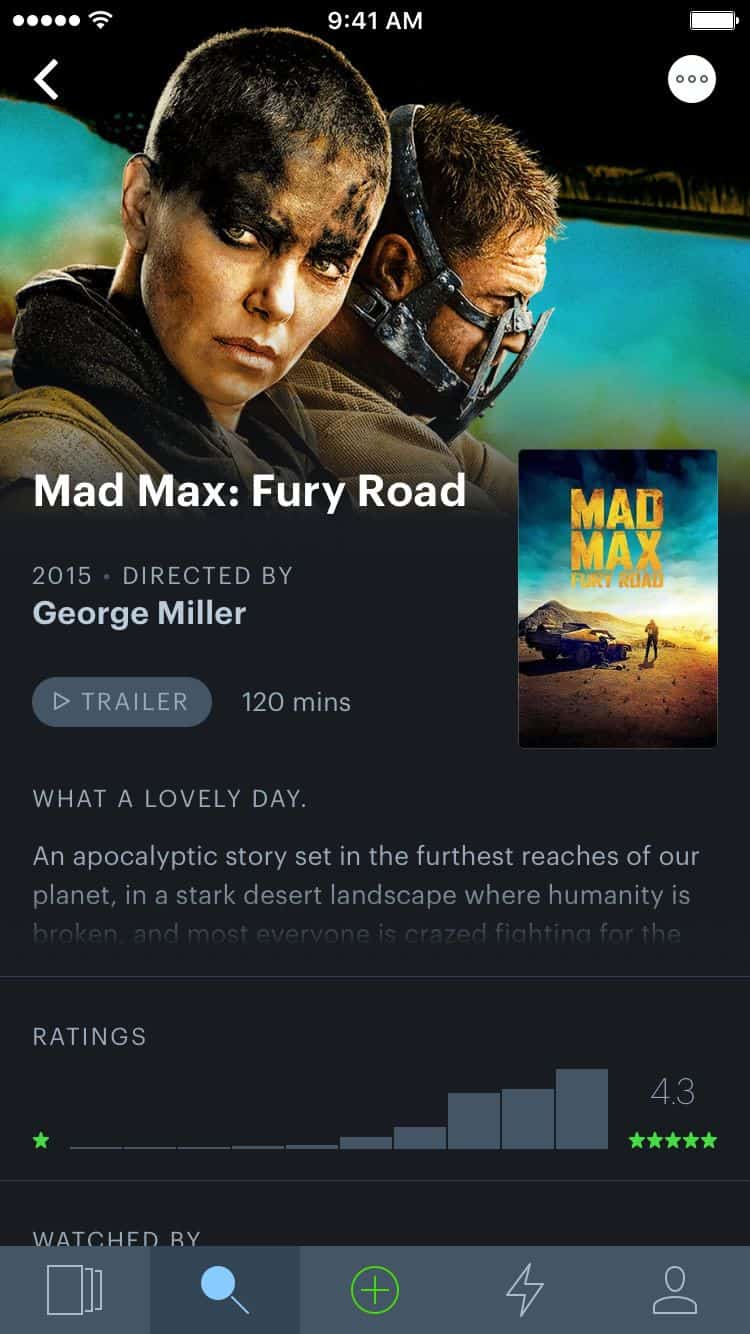 9:41 AM
Mad Max: Fury Road
MAD
MAX
FURY ROAD
2015 • DIRECTED BY
George Miller
TRAILER
120 mins
WHAT A LOVELY DAY.
An apocalyptic story set in the furthest reaches of our
planet, in a stark desert landscape where humanity is
broken, and most everyone is crazed fighting for the
RATINGS
4.3
WATCHED BY